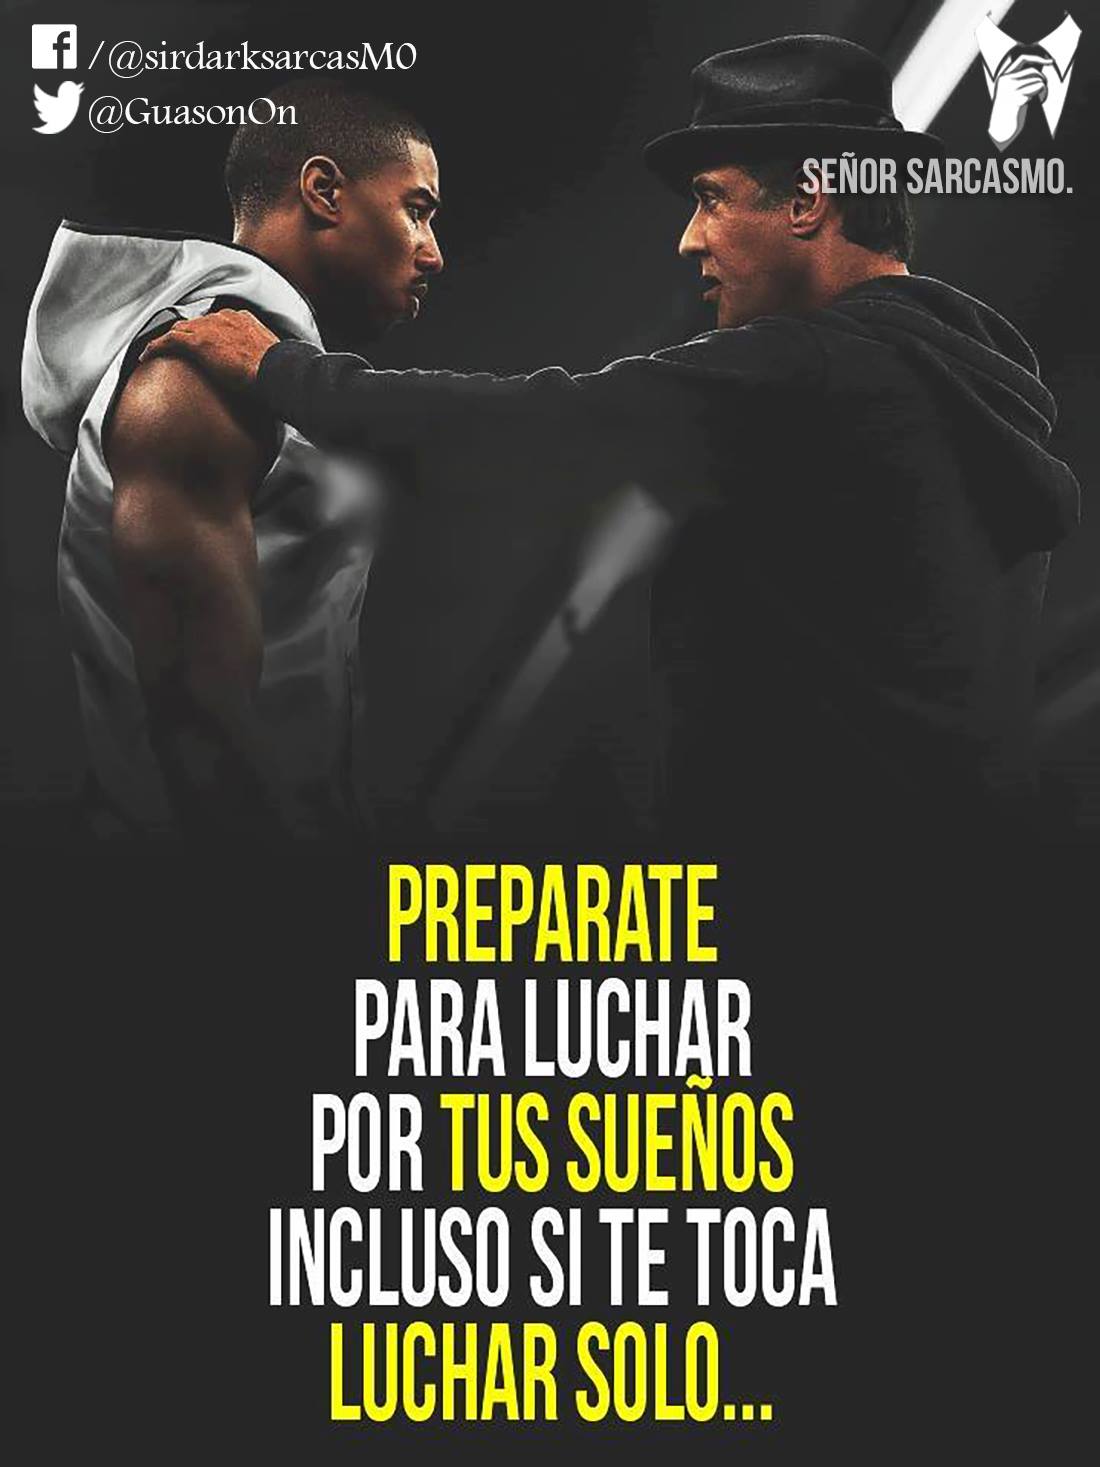 /@sirdarksarcasM0
@GuasonOn
SEÑOR SARCASMO.
PREPARATE
PARA LUCHAR
POR TUS SUEÑOS
INCLUSO SI TE TOCA
LUCHAR SOLO...